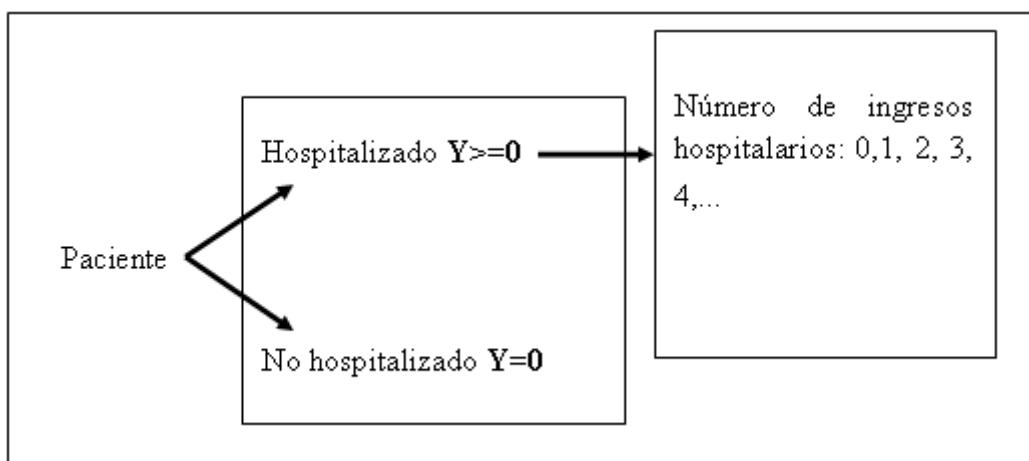 Paciente
Hospitalizado Y>=0
No hospitalizado Y=0
Número de ingresos
hospitalarios: 0,1, 2, 3,
4,...